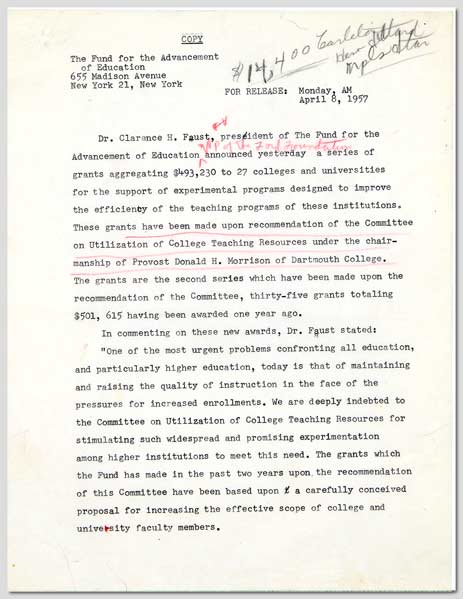 COPY
$14,400 Carleton
The Fund for the Advancement
of Education
655 Madison Avenue
New York 21, New York
FOR RELEASE: Monday, AM
April 8, 1957
Dr. Clarence H. Faust, president of The Fund for the
VP of the Ford Foundation
Advancement of Education announced yesterday a series of
grants aggregating $493,230 to 27 colleges and universities
for the support of experimental programs designed to improve
the efficiency of the teaching programs of these institutions.
These grants have been made upon recommendation of the Committee
on Utilization of College Teaching Resources under the chair-
manship of Provost Donald H. Morrison of Dartmouth College.
The grants are the second series which have been made upon the
recommendation of the Committee, thirty-five grants totaling
$501, 615 having been awarded one year ago.
In commenting on these new awards, Dr. Faust stated:
"One of the most urgent problems confronting all education,
and particularly higher education, today is that of maintaining
and raising the quality of instruction in the face of the
pressures for increased enrollments. We are deeply indebted to
the Committee on Utilization of College Teaching Resources for
stimulating such widespread and promising experimentation
among higher institutions to meet this need. The grants which
the Fund has made in the past two years upon the recommendation
of this Committee have been based upon a carefully conceived
proposal for increasing the effective scope of college and
university faculty members.